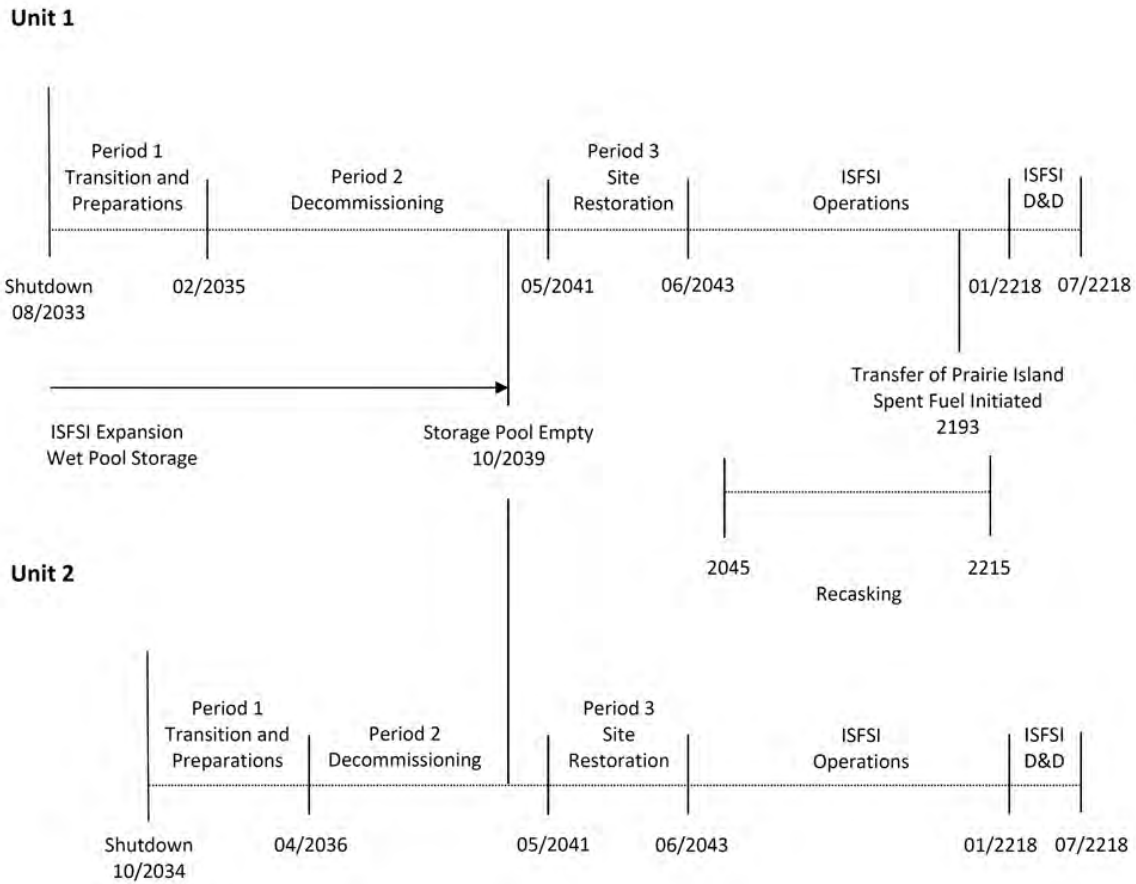 Unit 1
Period 1
Transition and
Preparations
Period 2
Decommissioning
Period 3
Site
Restoration
ISFSI
Operations
ISFSI
D&D
Shutdown
08/2033
02/2035
05/2041
06/2043
01/2218
07/2218
Transfer of Prairie Island
Spent Fuel Initiated
2193
ISFSI Expansion
Wet Pool Storage
Storage Pool Empty
10/2039
2045
2215
Recasking
Unit 2
Period 1
Transition and
Preparations
Period 2
Decommissioning
Period 3
Site
Restoration
ISFSI
Operations
ISFSI
D&D
Shutdown
10/2034
04/2036
05/2041
06/2043
01/2218
07/2218